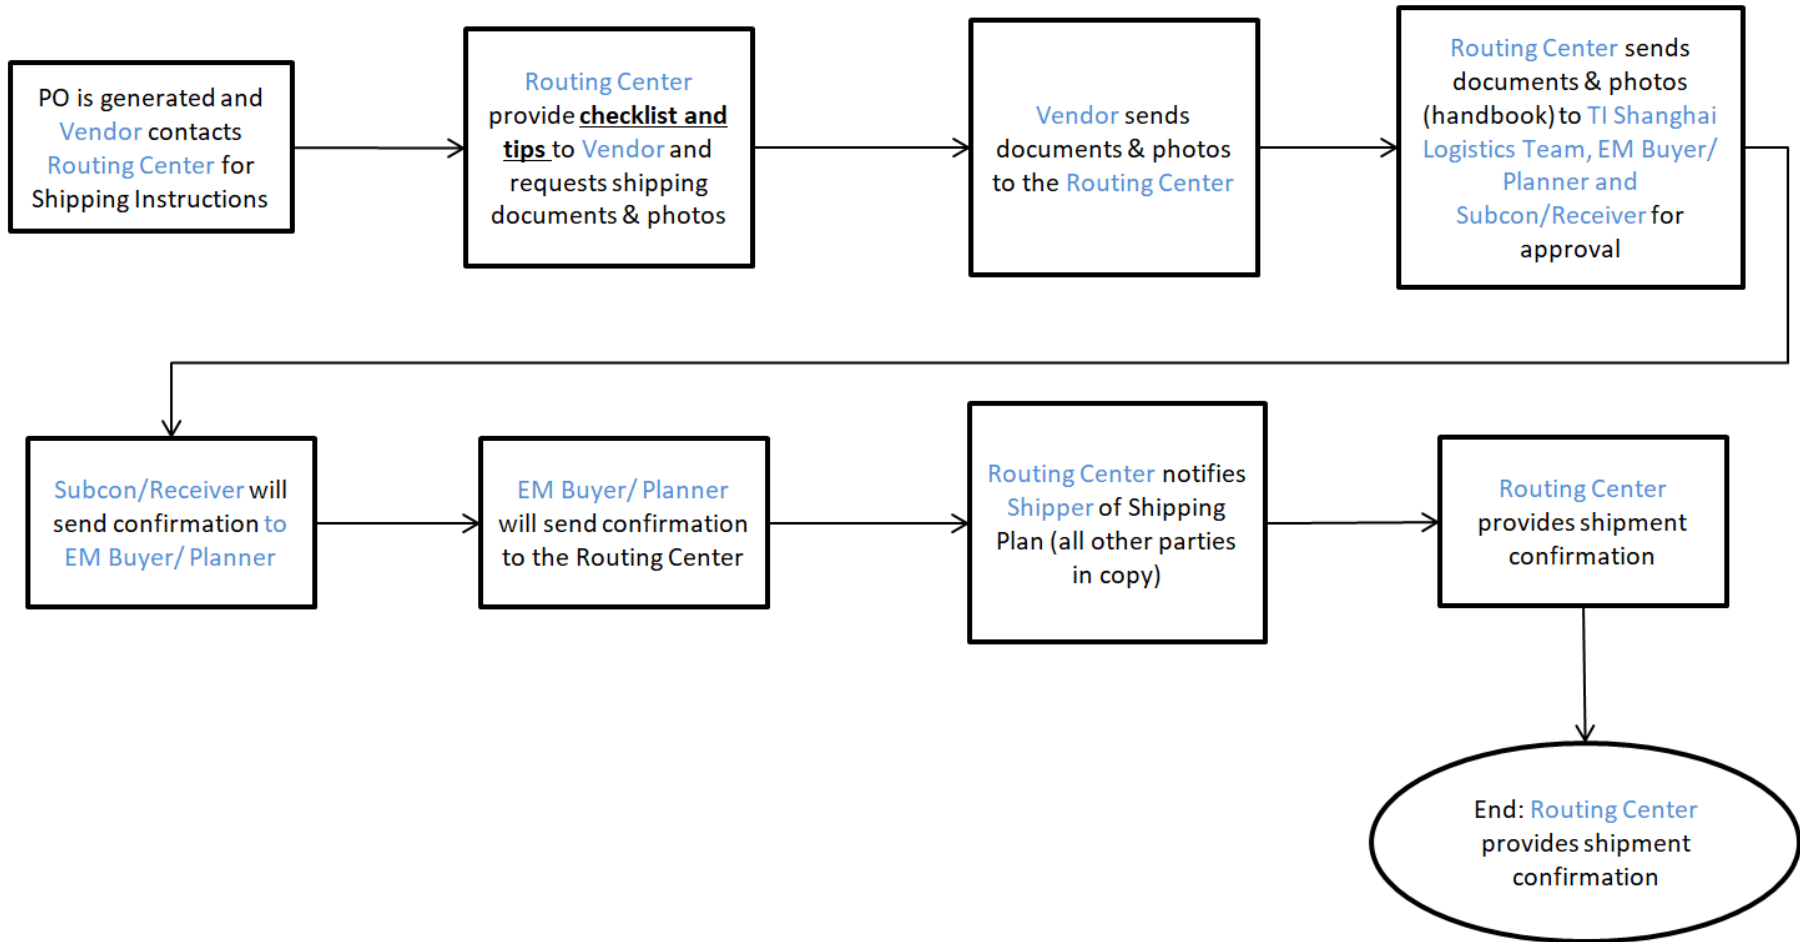 PO is generated and
Vendor contacts
Routing Center for
Shipping Instructions
Routing Center
provide checklist and
tips to Vendor and
requests shipping
documents & photos
Vendor sends
documents & photos
to the Routing Center
Routing Center sends
documents & photos
(handbook) to TI Shanghai
Logistics Team, EM Buyer/
Planner and
Subcon/Receiver for
approval
Subcon/Receiver will
send confirmation to
EM Buyer/ Planner
EM Buyer/ Planner
will send confirmation
to the Routing Center
Routing Center notifies
Shipper of Shipping
Plan (all other parties
in copy)
Routing Center
provides shipment
confirmation
End: Routing Center
provides shipment
confirmation